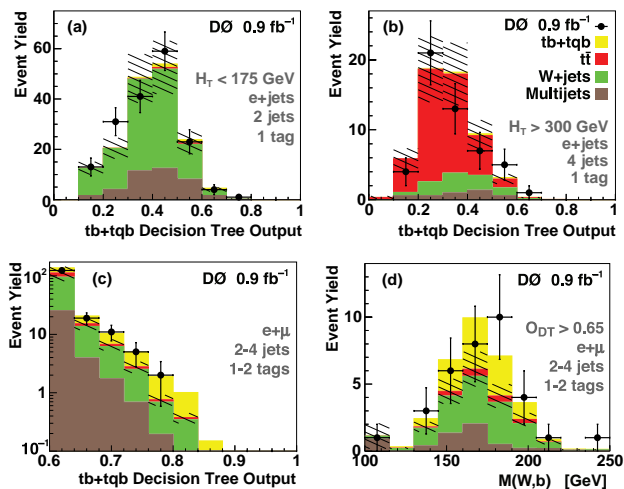 (a) DØ 0.9 fb⁻¹
Event Yield
60
40
20
0
H_T < 175 GeV
e+jets
2 jets
1 tag
0 0.2 0.4 0.6 0.8 1
tb+tqb Decision Tree Output
(b) DØ 0.9 fb⁻¹
Event Yield
20
10
0
tb+tqb
tt̄
W+jets
Multijets
H_T > 300 GeV
e+jets
4 jets
1 tag
0 0.2 0.4 0.6 0.8 1
tb+tqb Decision Tree Output
(c) DØ 0.9 fb⁻¹
Event Yield
10²
10
1
10⁻¹
e+μ
2-4 jets
1-2 tags
0.6 0.7 0.8 0.9 1
tb+tqb Decision Tree Output
(d) DØ 0.9 fb⁻¹
Event Yield
10
5
0
O_DT > 0.65
e+μ
2-4 jets
1-2 tags
100 150 200 250
M(W,b) [GeV]